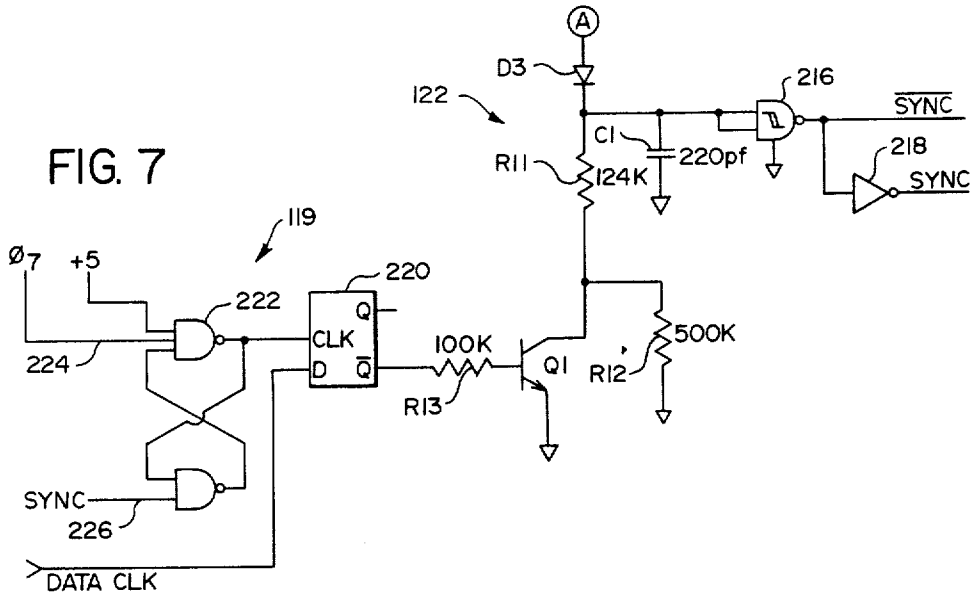 A
D3
122
216
SYNC
C1
220pf
218
R11
124K
SYNC
FIG. 7
119
Ø7
+5
222
220
Q
CLK
224
D
Q
100K
Q1
R12
500K
R13
SYNC
226
DATA CLK